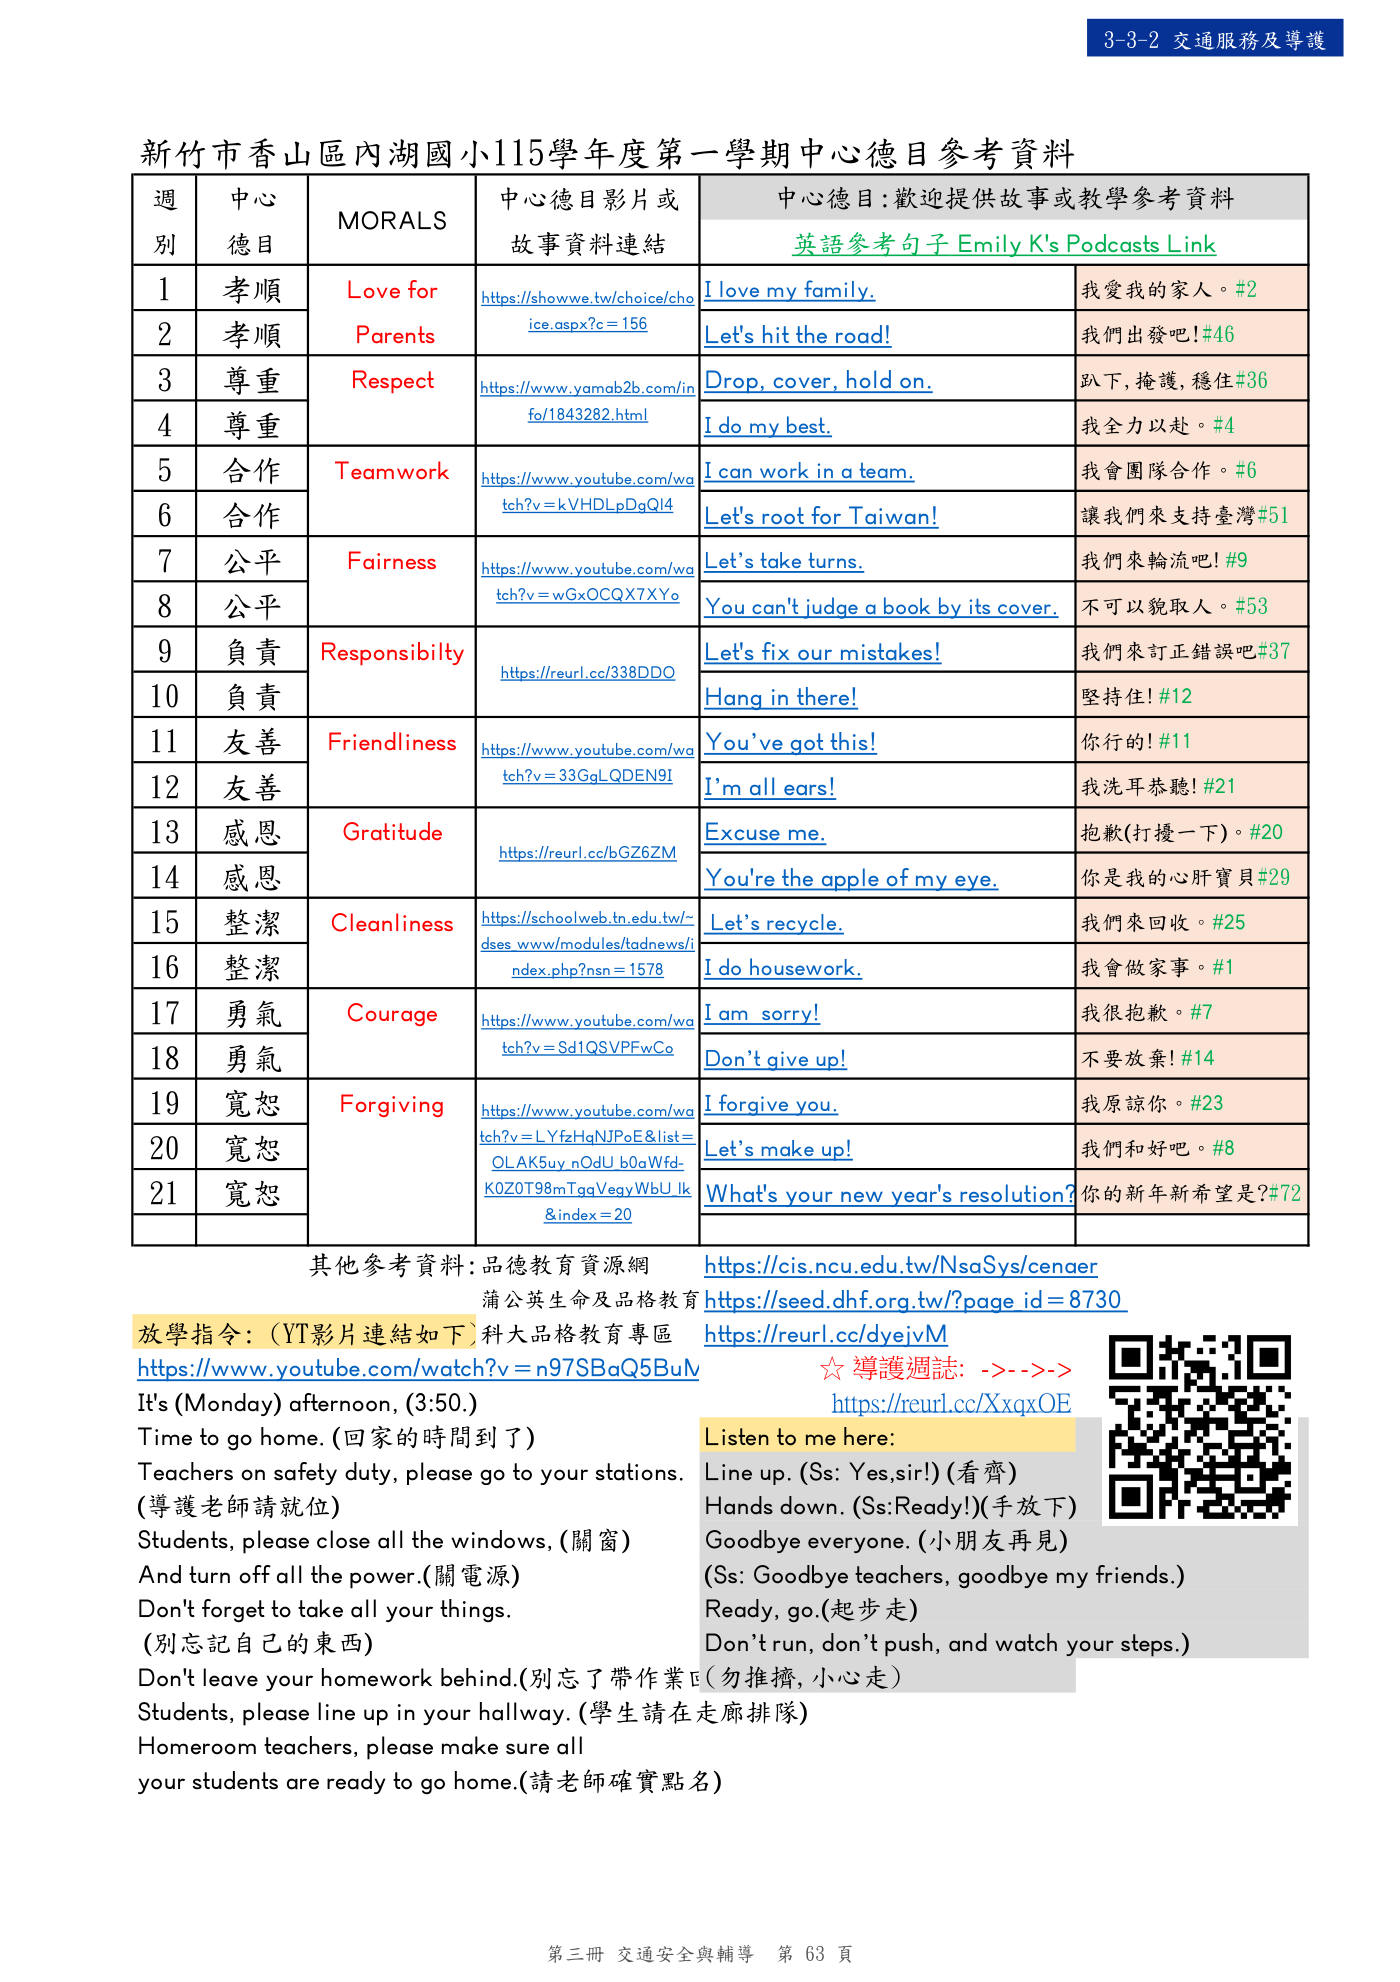 3-3-2 交通服務及導護
新竹市香山區內湖國小115學年度第一學期中心德目參考資料
週別 中心德目 MORALS 中心德目影片或故事資料連結 中心德目:歡迎提供故事或教學參考資料
英語參考句子 Emily K's Podcasts Link
1 孝順 Love for Parents https://showwe.tw/choice/choice.aspx?c=156 I love my family. 我愛我的家人。#2
2 孝順 Let's hit the road! 我們出發吧!#46
3 尊重 Respect https://www.yamab2b.com/info/1843282.html Drop, cover, hold on. 趴下,掩護,穩住#36
4 尊重 I do my best. 我全力以赴。#4
5 合作 Teamwork https://www.youtube.com/watch?v=kVHDLpDgQI4 I can work in a team. 我會團隊合作。#6
6 合作 Let's root for Taiwan! 讓我們來支持臺灣#51
7 公平 Fairness https://www.youtube.com/watch?v=wGxOCQX7XYo Let's take turns. 我們來輪流吧! #9
8 公平 You can't judge a book by its cover. 不可以貌取人。#53
9 負責 Responsibilty https://reurl.cc/338DDO Let's fix our mistakes! 我們來訂正錯誤吧#37
10 負責 Hang in there! 堅持住! #12
11 友善 Friendliness https://www.youtube.com/watch?v=33GgLQDEN9I You've got this! 你行的! #11
12 友善 I'm all ears! 我洗耳恭聽! #21
13 感恩 Gratitude https://reurl.cc/bGZ6ZM Excuse me. 抱歉(打擾一下)。#20
14 感恩 You're the apple of my eye. 你是我的心肝寶貝#29
15 整潔 Cleanliness https://schoolweb.tn.edu.tw/~dses_www/modules/tadnews/index.php?nsn=1578 Let's recycle. 我們來回收。#25
16 整潔 I do housework. 我會做家事。#1
17 勇氣 Courage https://www.youtube.com/watch?v=Sd1QSVPFwCo I am  sorry! 我很抱歉。#7
18 勇氣 Don't give up! 不要放棄! #14
19 寬恕 Forgiving https://www.youtube.com/watch?v=LYfzHqNJPoE&list=OLAK5uy_nOdU_b0aWfd-K0Z0T98mTgqVegyWbU_lk&index=20 I forgive you. 我原諒你。#23
20 寬恕 Let's make up! 我們和好吧。#8
21 寬恕 What's your new year's resolution? 你的新年新希望是?#72
其他參考資料: 品德教育資源網 https://cis.ncu.edu.tw/NsaSys/cenaer
蒲公英生命及品格教育 https://seed.dhf.org.tw/?page_id=8730
放學指令: (YT影片連結如下) 科大品格教育專區 https://reurl.cc/dyejvM
https://www.youtube.com/watch?v=n97SBaQ5BuM ☆ 導護週誌: ->-->->
https://reurl.cc/XxqxOE
It's (Monday) afternoon, (3:50.)
Time to go home. (回家的時間到了)
Teachers on safety duty, please go to your stations.
(導護老師請就位)
Students, please close all the windows, (關窗)
And turn off all the power.(關電源)
Don't forget to take all your things.
(別忘記自己的東西)
Don't leave your homework behind.(別忘了帶作業回
Students, please line up in your hallway. (學生請在走廊排隊)
Homeroom teachers, please make sure all
your students are ready to go home.(請老師確實點名)
Listen to me here:
Line up. (Ss: Yes,sir!) (看齊)
Hands down. (Ss:Ready!)(手放下)
Goodbye everyone. (小朋友再見)
(Ss: Goodbye teachers, goodbye my friends.)
Ready, go.(起步走)
Don't run, don't push, and watch your steps.)
(勿推擠, 小心走)
第三冊 交通安全與輔導 第 63 頁